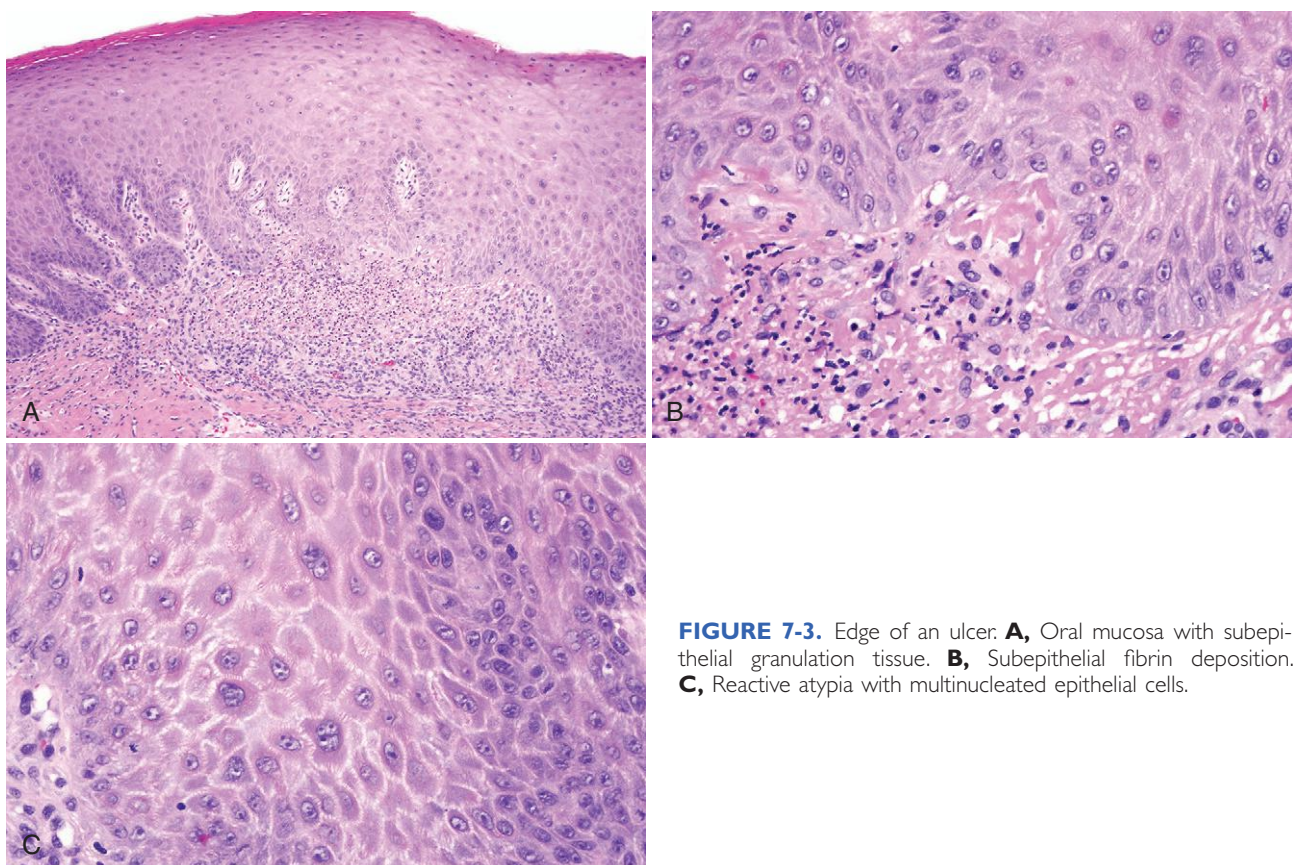 A
B
C
FIGURE 7-3. Edge of an ulcer. A, Oral mucosa with subepi-
thelial granulation tissue. B, Subepithelial fibrin deposition.
C, Reactive atypia with multinucleated epithelial cells.